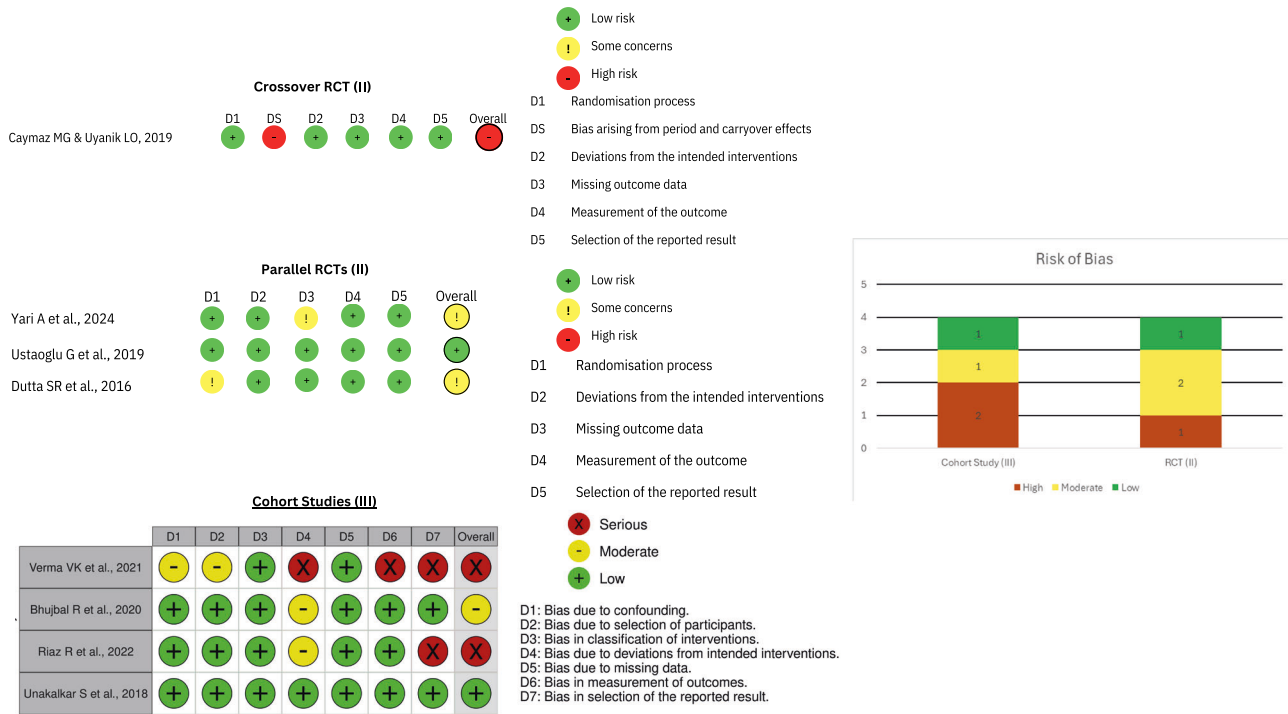 Crossover RCT (II)
D1 DS D2 D3 D4 D5 Overall
Caymaz MG & Uyanik LO, 2019 + - + + + + -
+ Low risk
! Some concerns
- High risk
D1 Randomisation process
DS Bias arising from period and carryover effects
D2 Deviations from the intended interventions
D3 Missing outcome data
D4 Measurement of the outcome
D5 Selection of the reported result
Parallel RCTs (II)
D1 D2 D3 D4 D5 Overall
Yari A et al., 2024 + + ! + + !
Ustaoglu G et al., 2019 + + + + + +
Dutta SR et al., 2016 ! + + + + !
+ Low risk
! Some concerns
- High risk
D1 Randomisation process
D2 Deviations from the intended interventions
D3 Missing outcome data
D4 Measurement of the outcome
D5 Selection of the reported result
Cohort Studies (III)
D1 D2 D3 D4 D5 D6 D7 Overall
Verma VK et al., 2021 - - + X + X X X
Bhujbal R et al., 2020 + + + - + + + -
Riaz R et al., 2022 + + + - + + X X
Unakalkar S et al., 2018 + + + + + + + +
X Serious
- Moderate
+ Low
D1: Bias due to confounding.
D2: Bias due to selection of participants.
D3: Bias in classification of interventions.
D4: Bias due to deviations from intended interventions.
D5: Bias due to missing data.
D6: Bias in measurement of outcomes.
D7: Bias in selection of the reported result.
Risk of Bias
5
4
3
2
1
0
1
1
2
1
2
1
Cohort Study (III) RCT (II)
High Moderate Low